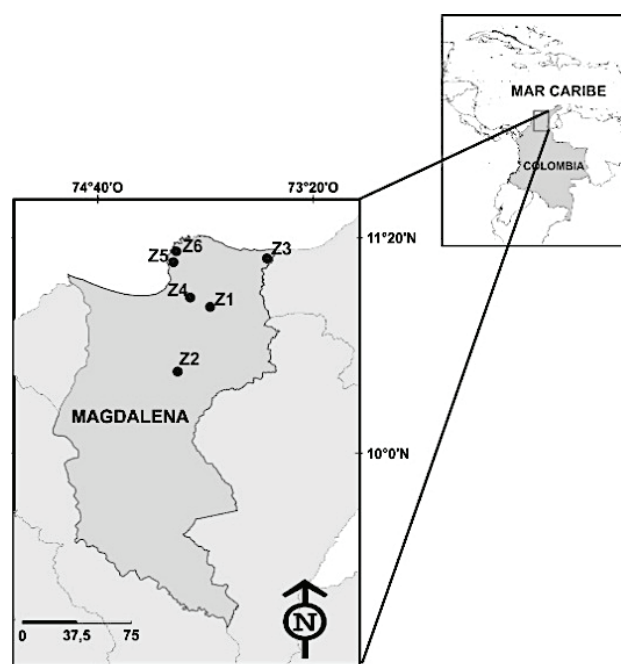 MAR CARIBE
COLOMBIA
74°40'O
73°20'O
11°20'N
Z6
Z5
Z3
Z4
Z1
Z2
MAGDALENA
10°0'N
N
0
37,5
75